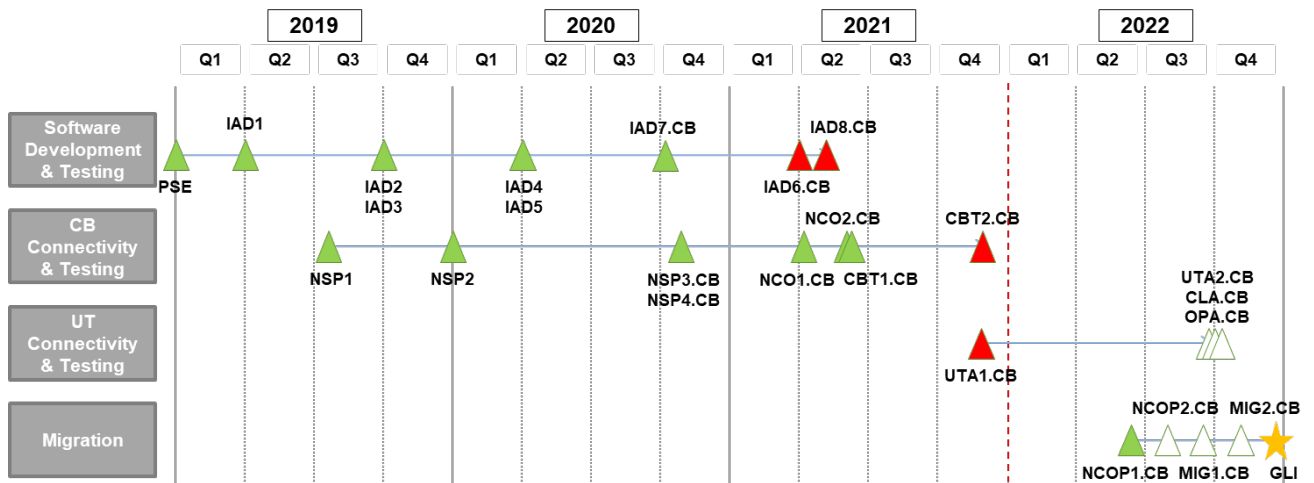 2019
2020
2021
2022
Q1
Q2
Q3
Q4
Q1
Q2
Q3
Q4
Q1
Q2
Q3
Q4
Q1
Q2
Q3
Q4
Software
Development
& Testing
IAD1
IAD7.CB
IAD8.CB
PSE
IAD2
IAD3
IAD4
IAD5
IAD6.CB
CB
Connectivity
& Testing
NCO2.CB
CBT2.CB
NSP1
NSP2
NSP3.CB
NSP4.CB
NCO1.CB
CBT1.CB
UT
Connectivity
& Testing
UTA2.CB
CLA.CB
OPA.CB
UTA1.CB
Migration
NCOP2.CB
MIG2.CB
NCOP1.CB
MIG1.CB
GLI